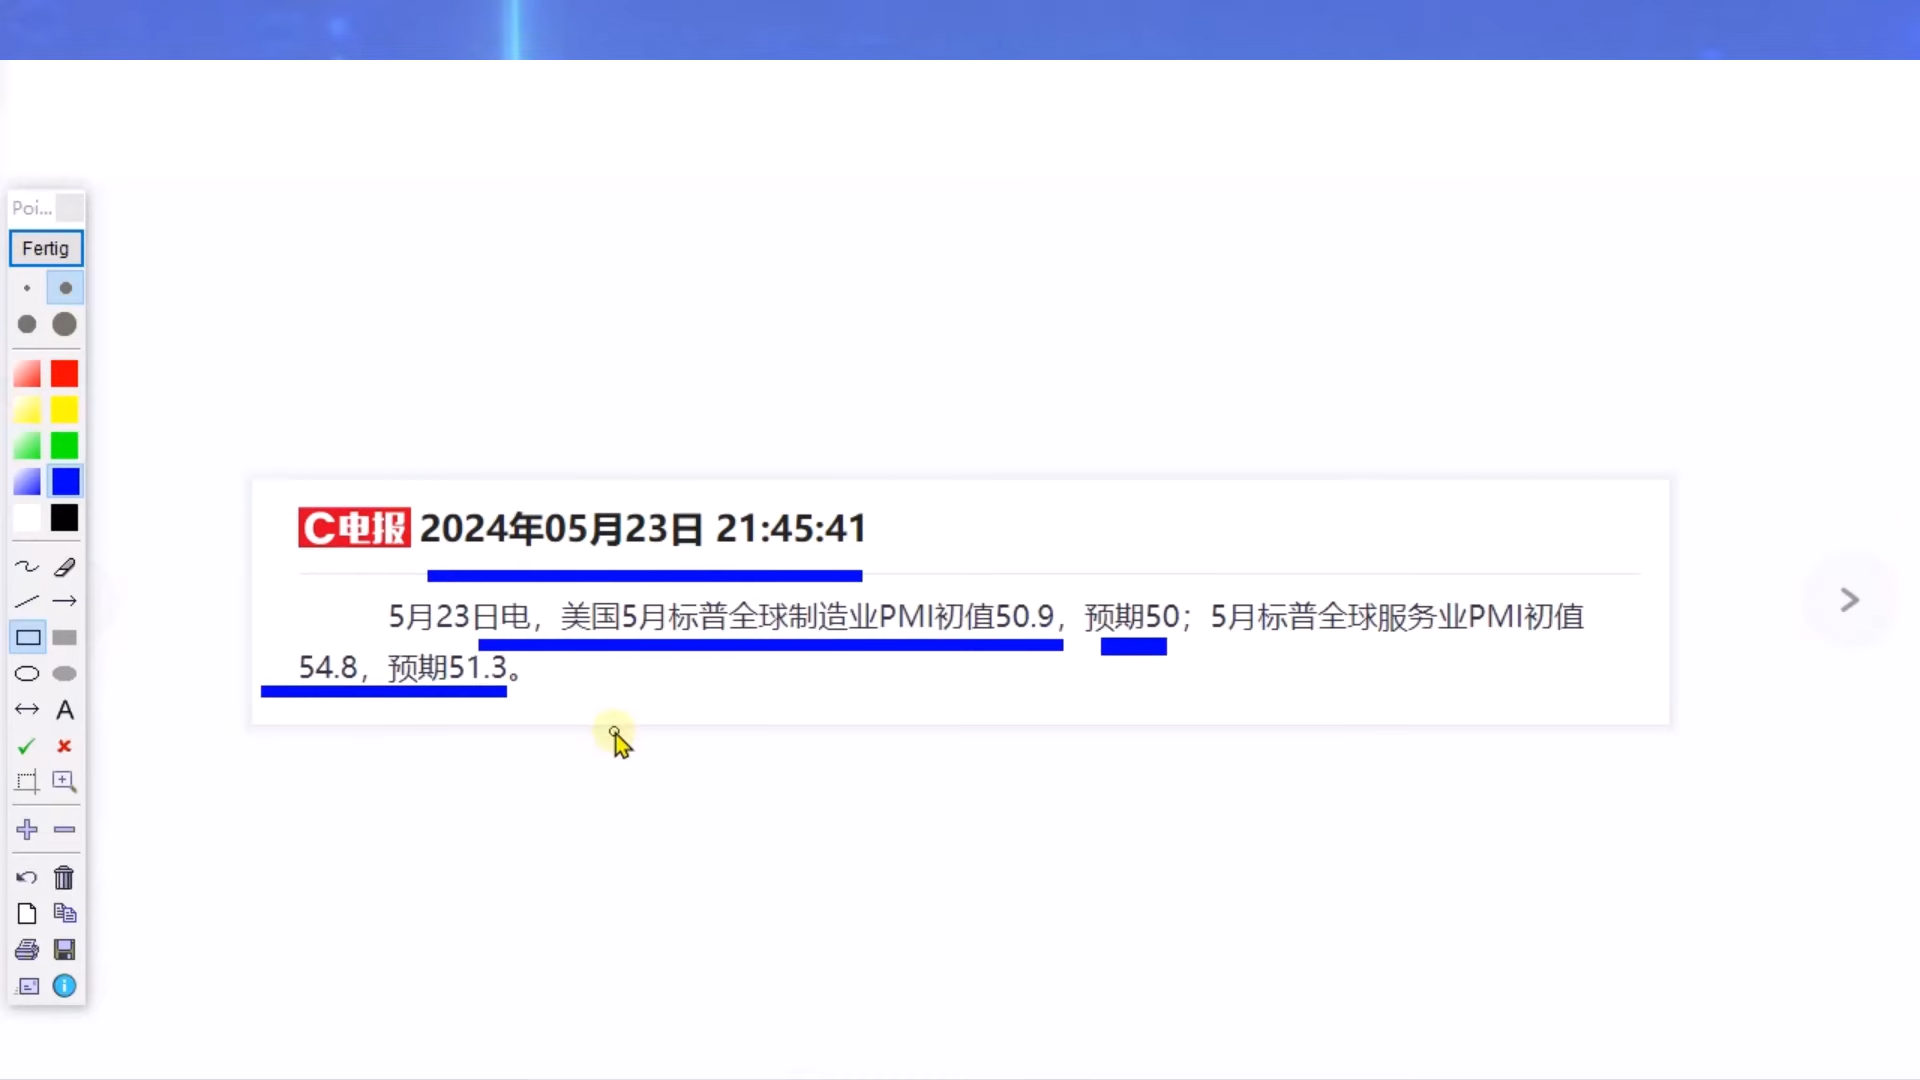 Poi...
Fertig
A
C电报 2024年05月23日 21:45:41
5月23日电，美国5月标普全球制造业PMI初值50.9，预期50；5月标普全球服务业PMI初值
54.8，预期51.3。